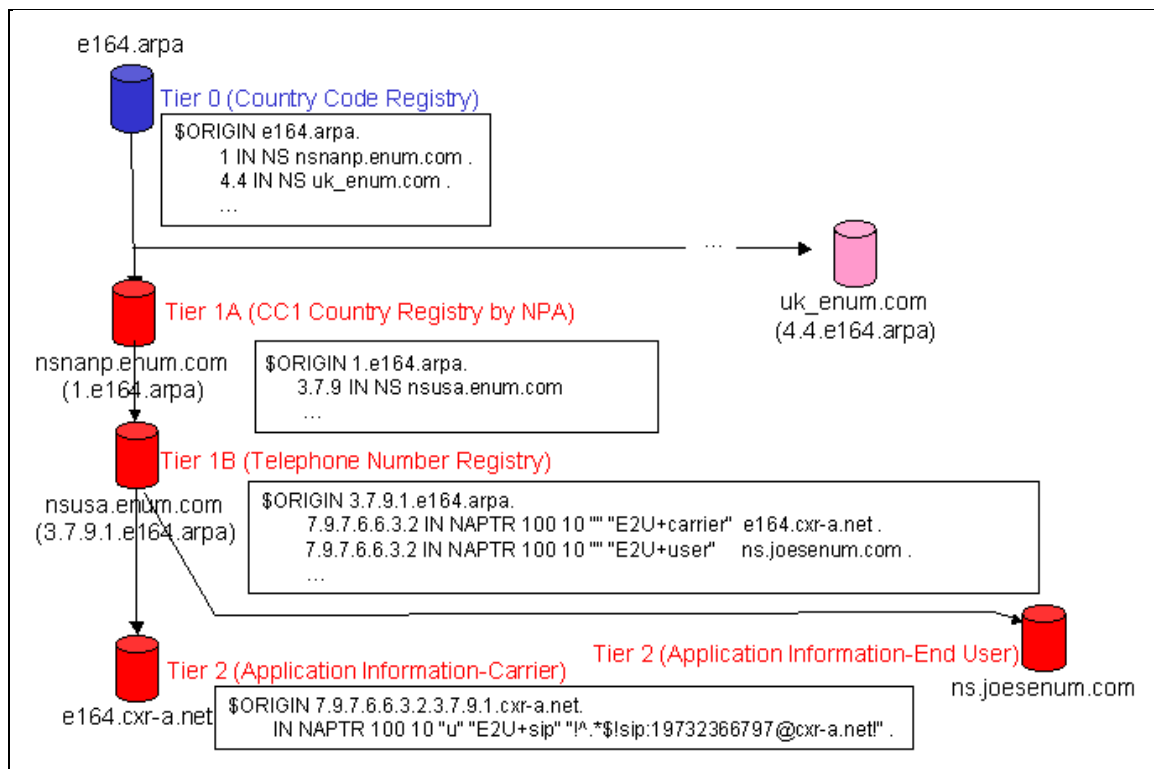 e164.arpa
Tier 0 (Country Code Registry)
$ORIGIN e164.arpa.
1 IN NS nsnanp.enum.com .
4.4 IN NS uk_enum.com .
...
...
uk_enum.com
(4.4.e164.arpa)
Tier 1A (CC1 Country Registry by NPA)
nsnanp.enum.com
(1.e164.arpa)
$ORIGIN 1.e164.arpa.
3.7.9 IN NS nsusa.enum.com
...
Tier 1B (Telephone Number Registry)
nsusa.enum.com
(3.7.9.1.e164.arpa)
$ORIGIN 3.7.9.1.e164.arpa.
7.9.7.6.6.3.2 IN NAPTR 100 10 "" "E2U+carrier" e164.cxr-a.net .
7.9.7.6.6.3.2 IN NAPTR 100 10 "" "E2U+user" ns.joesenum.com .
...
Tier 2 (Application Information-Carrier)
e164.cxr-a.net
Tier 2 (Application Information-End User)
ns.joesenum.com
$ORIGIN 7.9.7.6.6.3.2.3.7.9.1.cxr-a.net.
IN NAPTR 100 10 "u" "E2U+sip" "!^.*$!sip:19732366797@cxr-a.net!" .